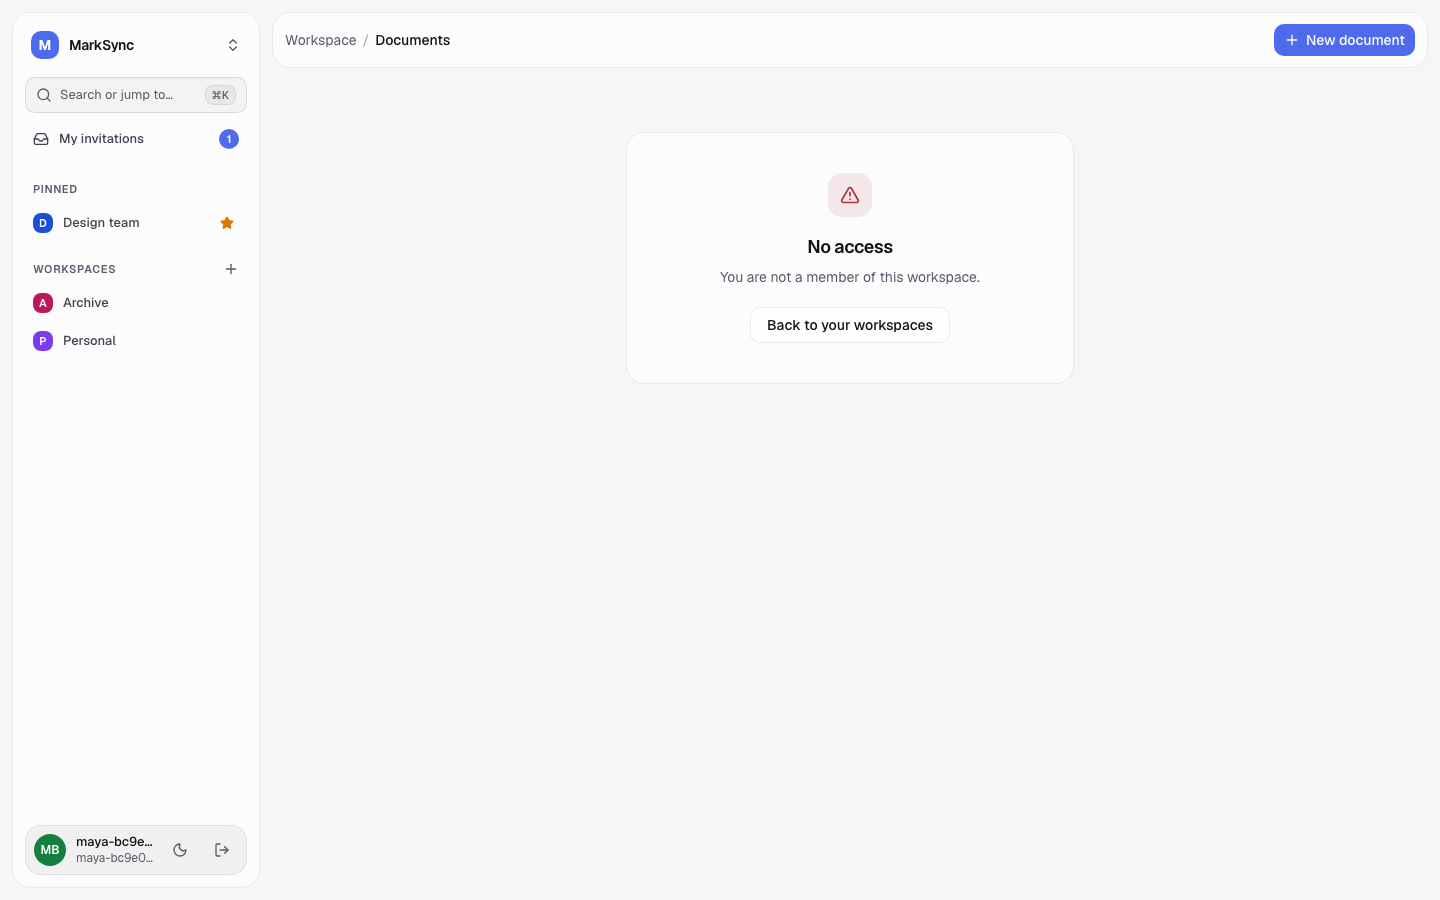 M MarkSync
Search or jump to... ⌘K
My invitations 1
PINNED
D Design team
WORKSPACES
A Archive
P Personal
MB maya-bc9e...
maya-bc9e0...
Workspace / Documents
New document
No access
You are not a member of this workspace.
Back to your workspaces